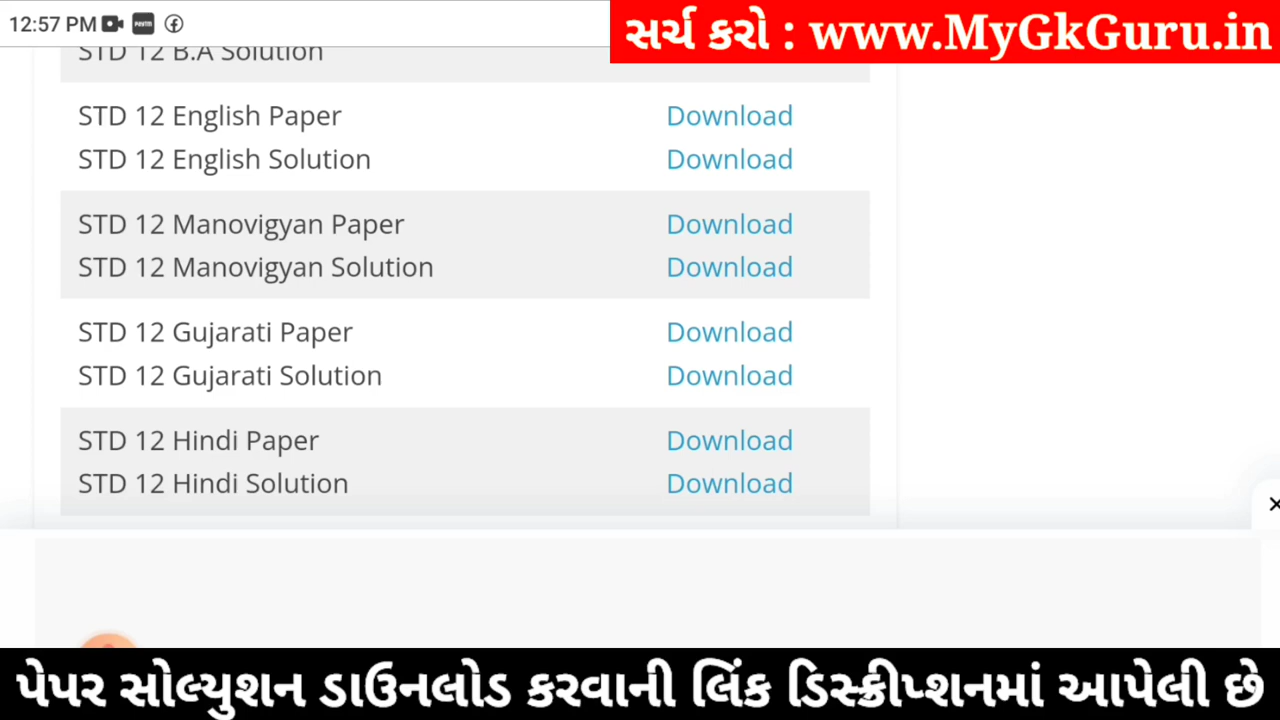 12:57 PM
સર્ચ કરો : www.MyGkGuru.in
STD 12 B.A Solution
STD 12 English Paper Download
STD 12 English Solution Download
STD 12 Manovigyan Paper Download
STD 12 Manovigyan Solution Download
STD 12 Gujarati Paper Download
STD 12 Gujarati Solution Download
STD 12 Hindi Paper Download
STD 12 Hindi Solution Download
પેપર સોલ્યુશન ડાઉનલોડ કરવાની લિંક ડિસ્ક્રીપ્શનમાં આપેલી છે